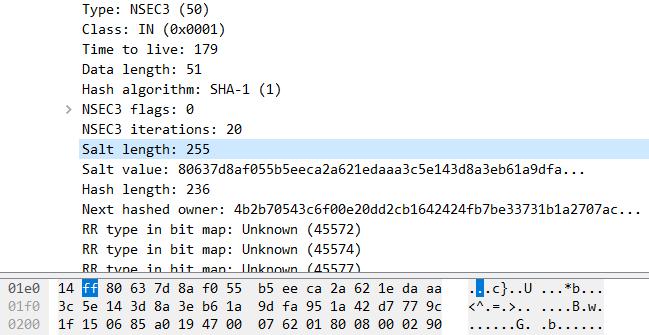 Type: NSEC3 (50)
Class: IN (0x0001)
Time to live: 179
Data length: 51
Hash algorithm: SHA-1 (1)
> NSEC3 flags: 0
NSEC3 iterations: 20
Salt length: 255
Salt value: 80637d8af055b5eeca2a621edaaa3c5e143d8a3eb61a9dfa...
Hash length: 236
Next hashed owner: 4b2b70543c6f00e20dd2cb1642424fb7be33731b1a2707ac...
RR type in bit map: Unknown (45572)
RR type in bit map: Unknown (45574)
RR type in bit map: Unknown (45577)
01e0 14 ff 80 63 7d 8a f0 55 b5 ee ca 2a 62 1e da aa ...c}..U ...*b...
01f0 3c 5e 14 3d 8a 3e b6 1a 9d fa 95 1a 42 d7 77 9c <^.=.>.. ....B.w.
0200 1f 15 06 85 a0 19 47 00 07 62 01 80 08 00 02 90 ......G. .b......